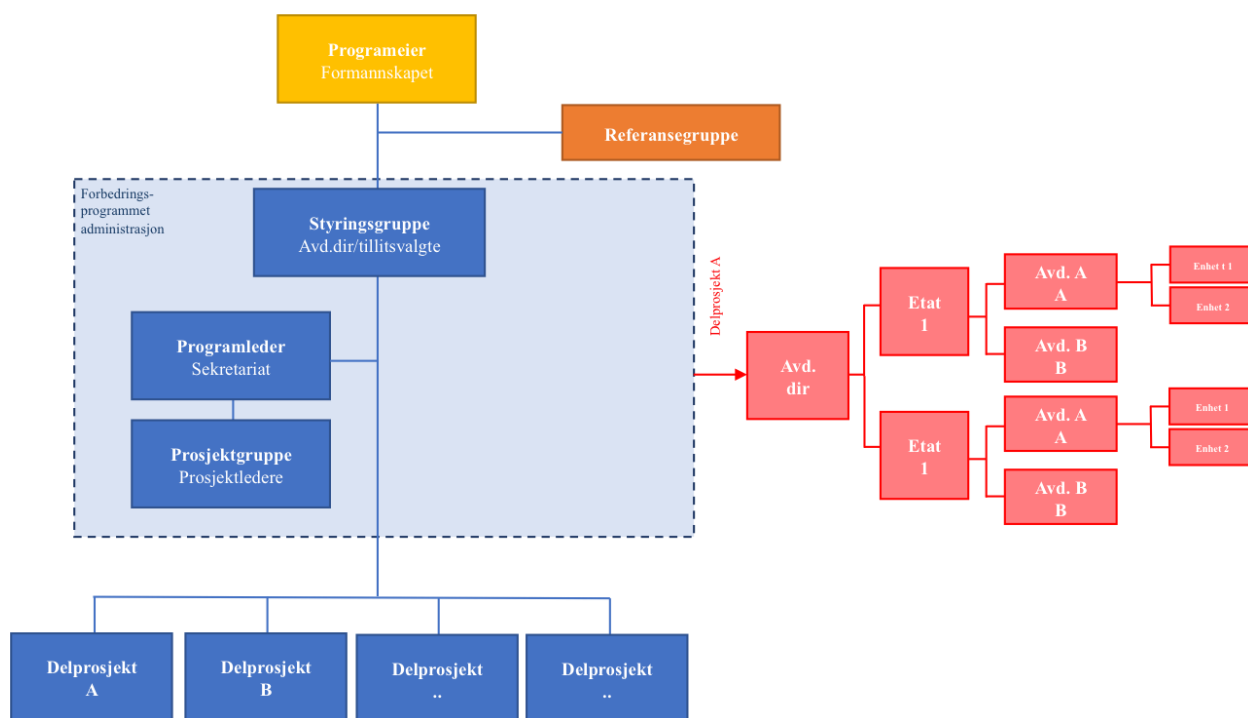 Programeier
Formannskapet
Referansegruppe
Forbedrings-
programmet
administrasjon
Styringsgruppe
Avd.dir/tillitsvalgte
Programleder
Sekretariat
Prosjektgruppe
Prosjektledere
Delprosjekt
A
Delprosjekt
B
Delprosjekt
..
Delprosjekt
..
Delprosjekt A
Avd.
dir
Etat
1
Avd. A
A
Enhet t 1
Enhet 2
Avd. B
B
Etat
1
Avd. A
A
Enhet 1
Enhet 2
Avd. B
B